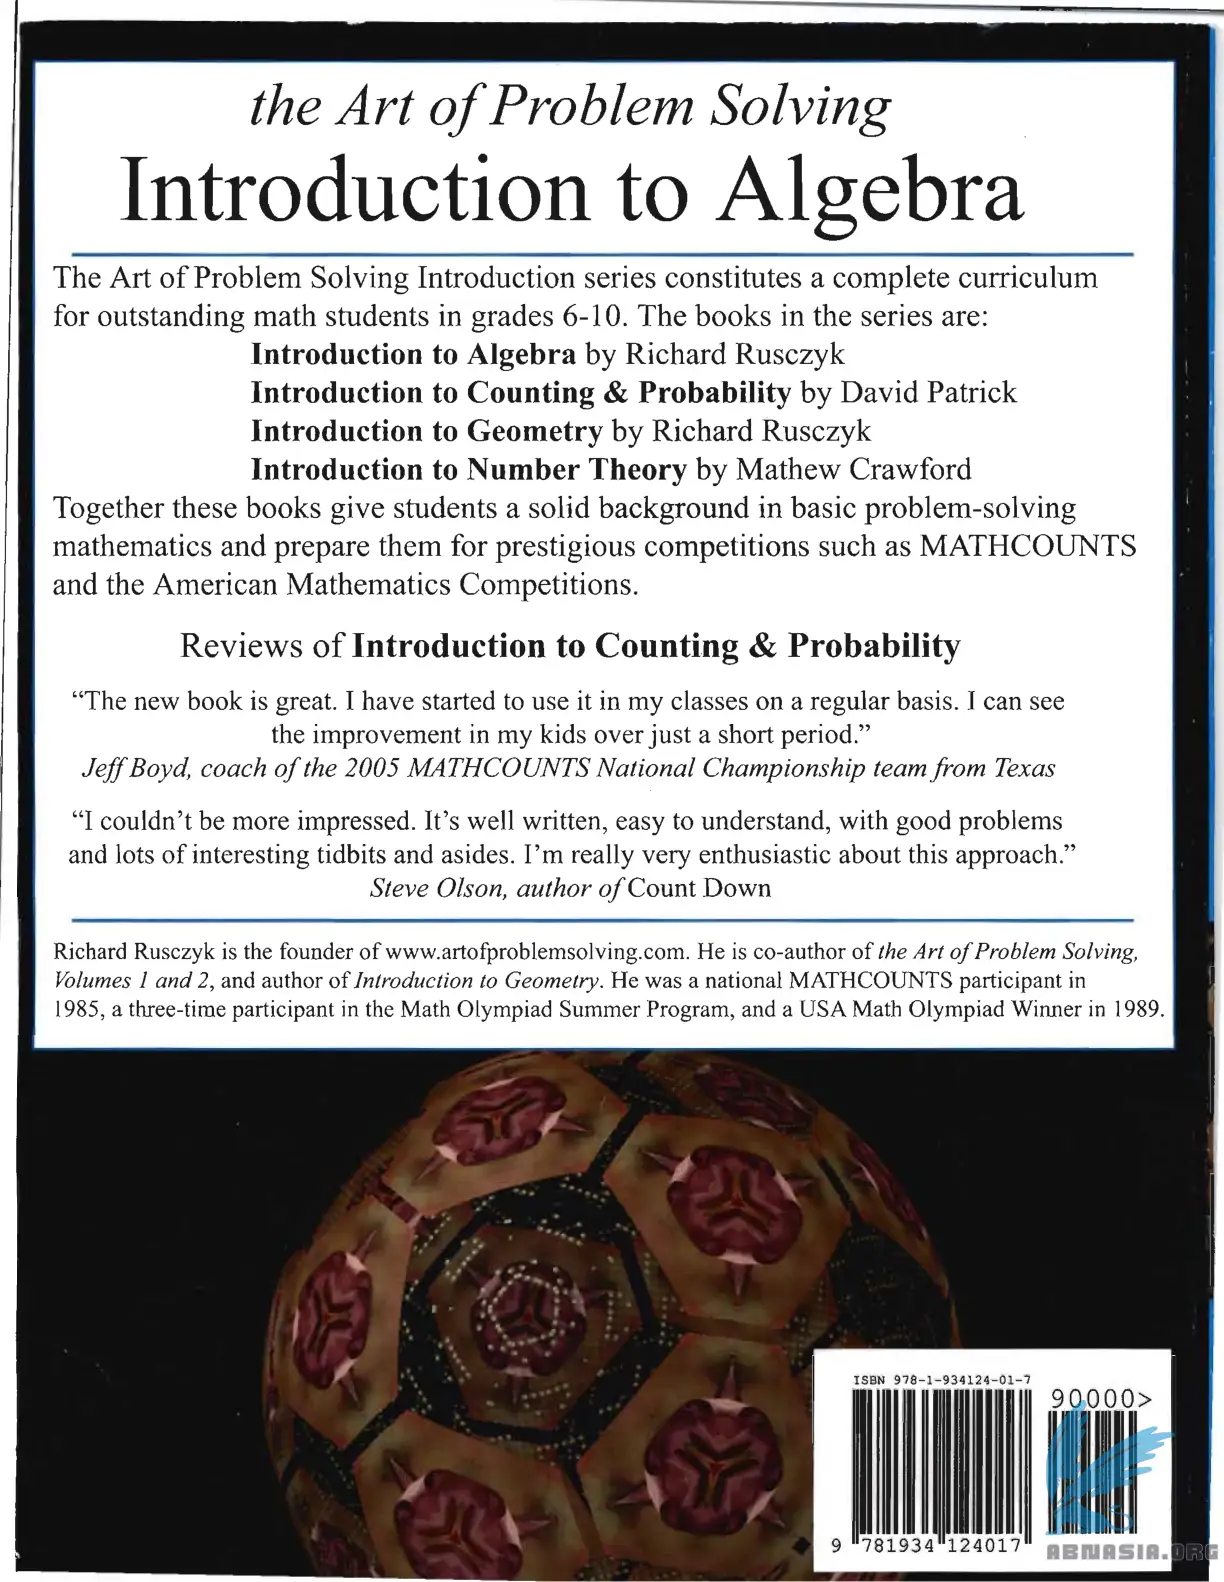 the Art of Problem Solving
Introduction to Algebra
The Art of Problem Solving Introduction series constitutes a complete curriculum
for outstanding math students in grades 6-10. The books in the series are:
Introduction to Algebra by Richard Rusczyk
Introduction to Counting & Probability by David Patrick
Introduction to Geometry by Richard Rusczyk
Introduction to Number Theory by Mathew Crawford
Together these books give students a solid background in basic problem-solving
mathematics and prepare them for prestigious competitions such as MATHCOUNTS
and the American Mathematics Competitions.
Reviews of Introduction to Counting & Probability
“The new book is great. I have started to use it in my classes on a regular basis. I can see
the improvement in my kids over just a short period.”
Jeff Boyd, coach of the 2005 MATHCOUNTS National Championship team from Texas
“I couldn’t be more impressed. It’s well written, easy to understand, with good problems
and lots of interesting tidbits and asides. I’m really very enthusiastic about this approach.”
Steve Olson, author of Count Down
Richard Rusczyk is the founder of www.artofproblemsolving.com. He is co-author of the Art of Problem Solving,
Volumes 1 and 2, and author of Introduction to Geometry. He was a national MATHCOUNTS participant in
1985, a three-time participant in the Math Olympiad Summer Program, and a USA Math Olympiad Winner in 1989.
ISBN 978-1-934124-01-7
90000>
9 781934 124017
ABNASIA.ORG